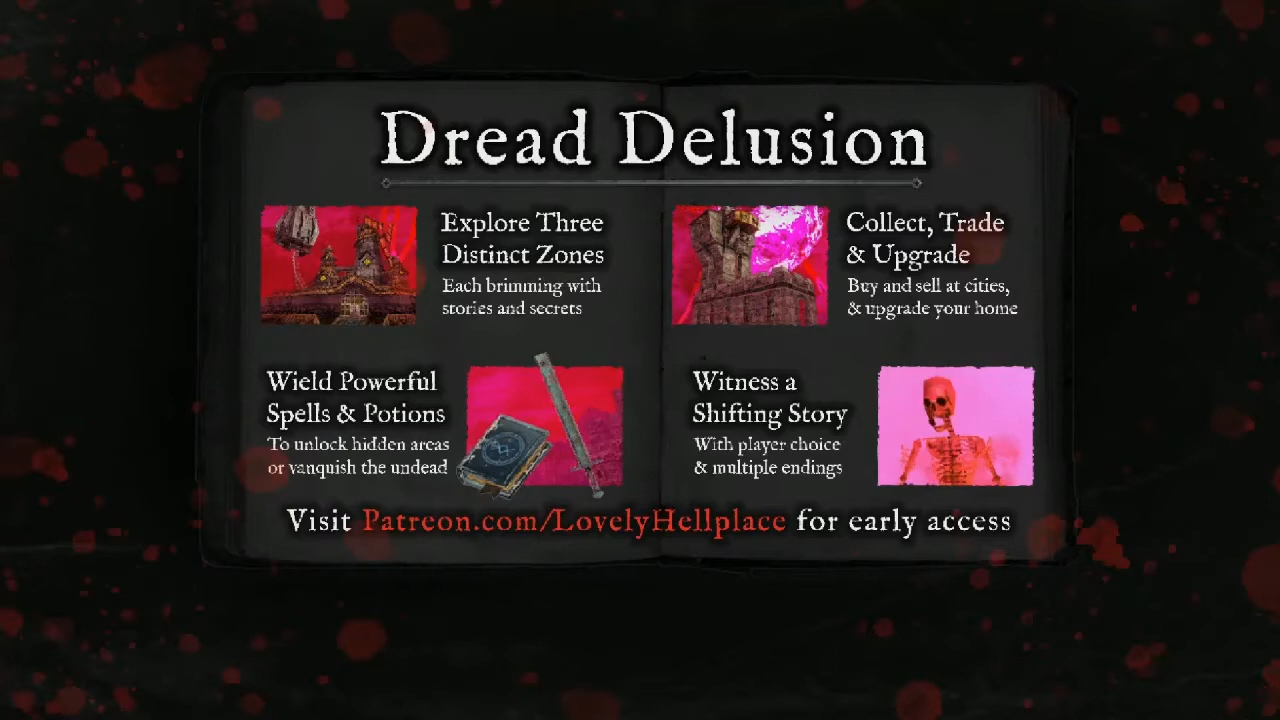 Dread Delusion
Explore Three
Distinct Zones
Each brimming with
stories and secrets
Collect, Trade
& Upgrade
Buy and sell at cities,
& upgrade your home
Wield Powerful
Spells & Potions
To unlock hidden areas
or vanquish the undead
Witness a
Shifting Story
With player choice
& multiple endings
Visit Patreon.com/LovelyHellplace for early access